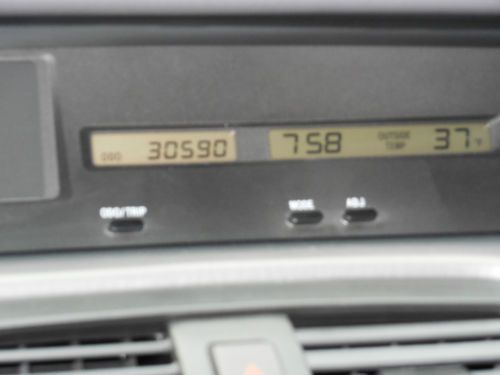 ODO 30590 758 OUTSIDE TEMP 37°F
ODO/TRIP MODE ADJ